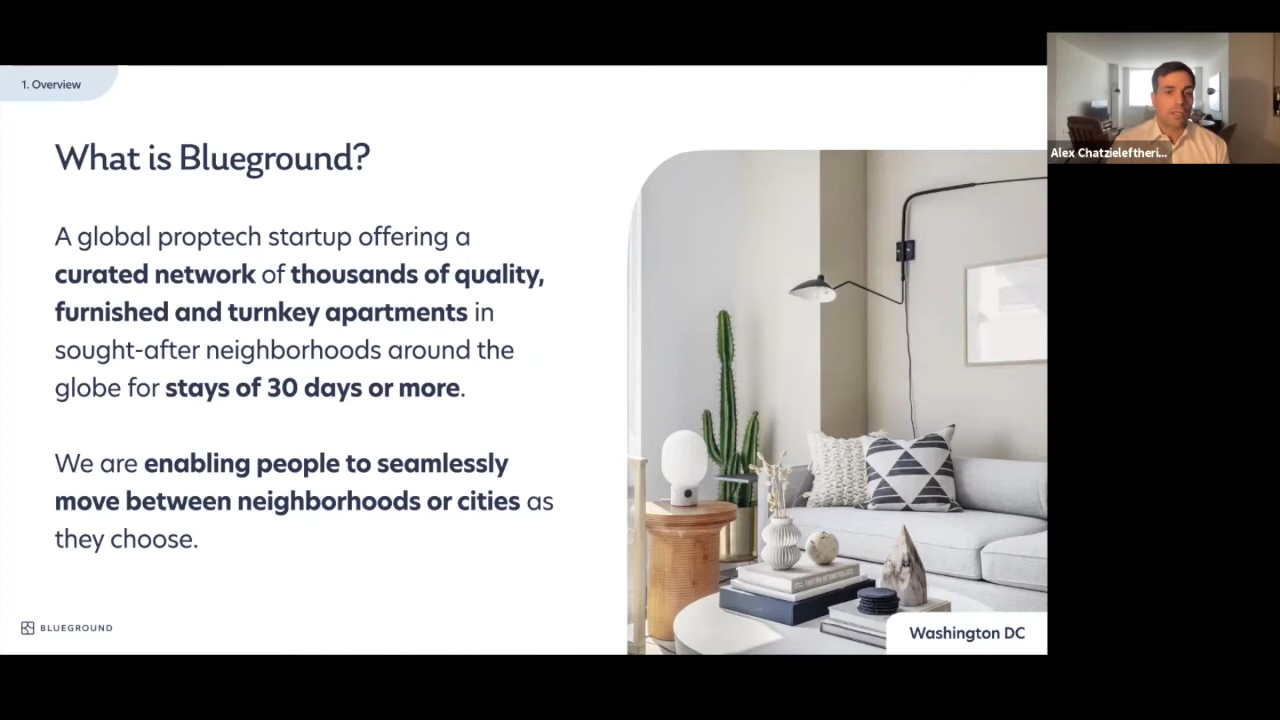 1. Overview
What is Blueground?
A global proptech startup offering a
curated network of thousands of quality,
furnished and turnkey apartments in
sought-after neighborhoods around the
globe for stays of 30 days or more.
We are enabling people to seamlessly
move between neighborhoods or cities as
they choose.
BLUEGROUND
Washington DC
Alex Chatzieleftheri...